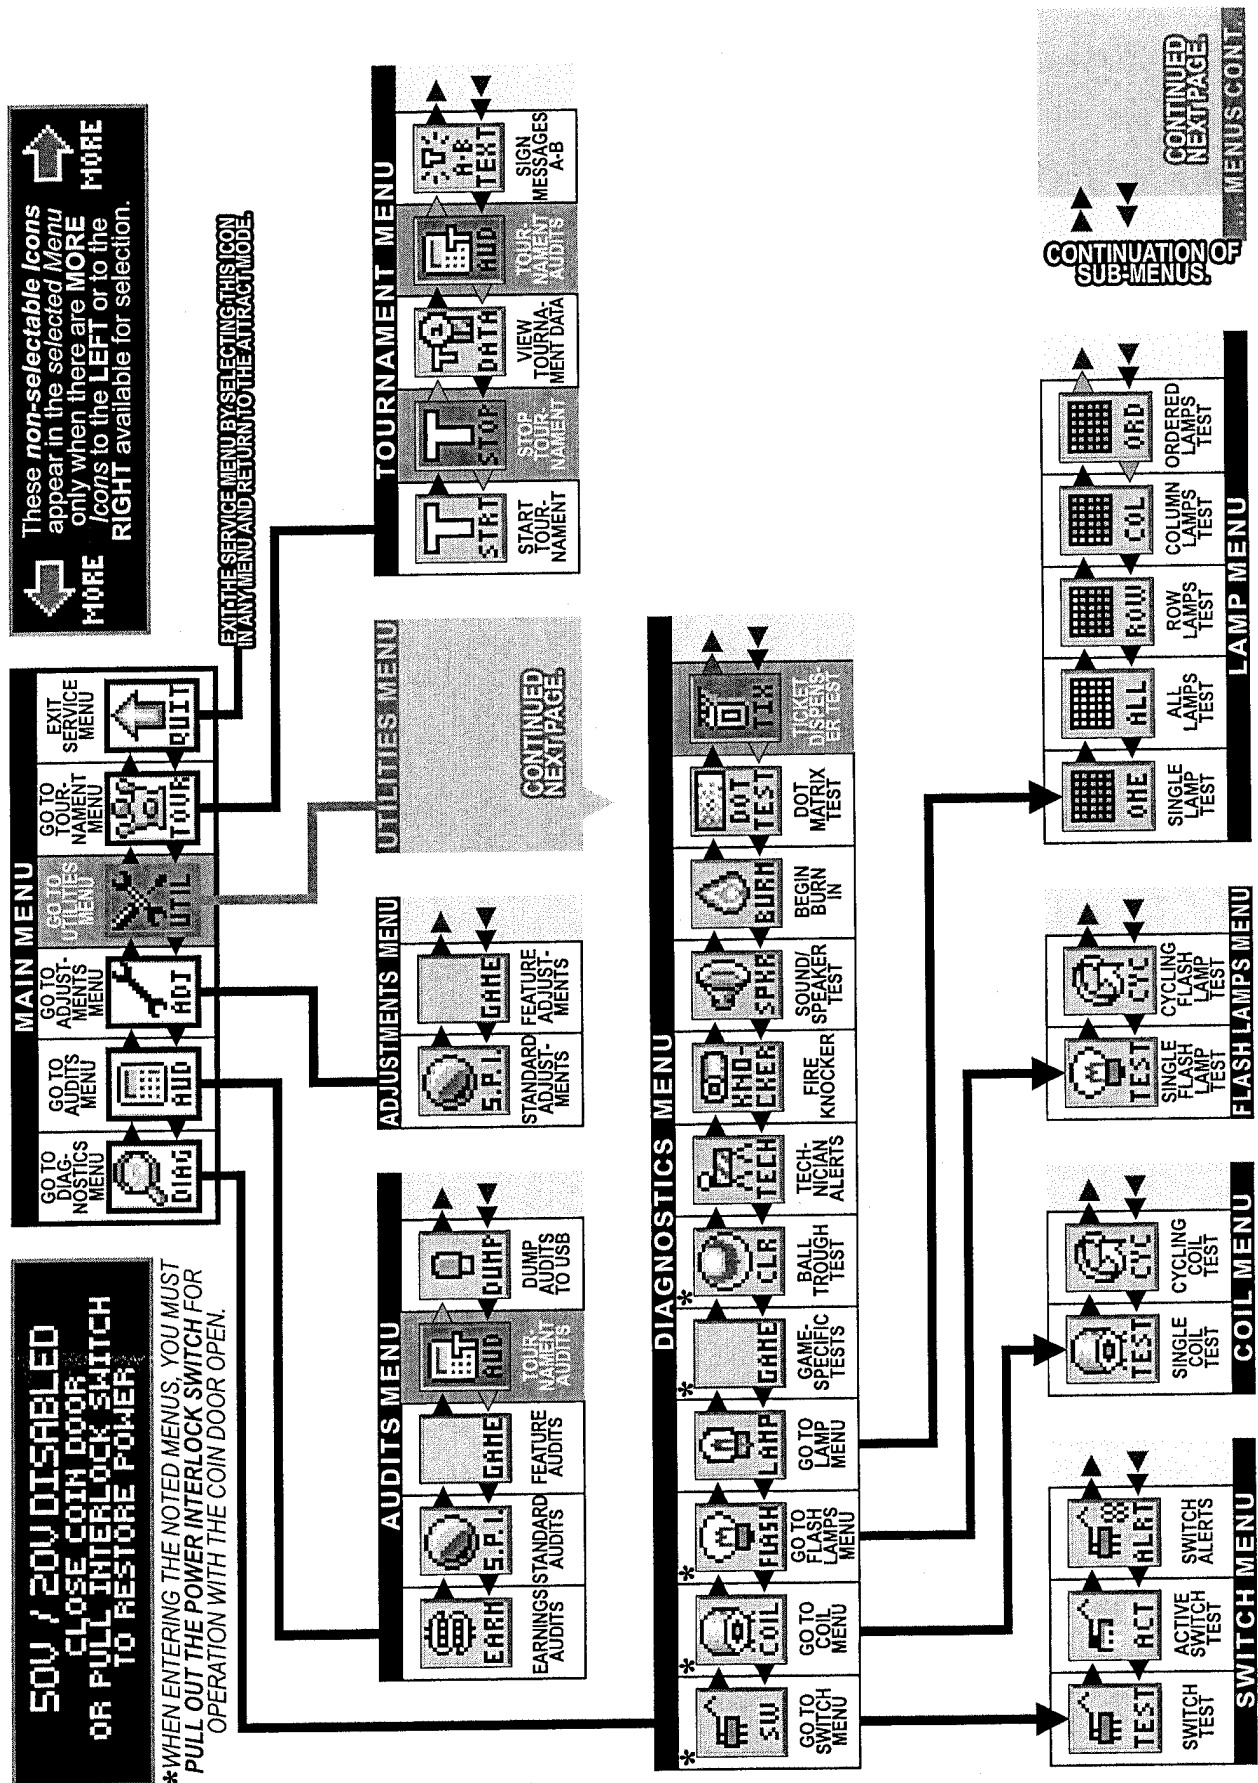 50V / 20V DISABLED
CLOSE COIN DOOR
OR PULL INTERLOCK SWITCH
TO RESTORE POWER!
*WHEN ENTERING THE NOTED MENUS, YOU MUST
PULL OUT THE POWER INTERLOCK SWITCH FOR
OPERATION WITH THE COIN DOOR OPEN.
MAIN MENU
GO TO
DIAG-
NOSTICS
MENU
DIAG
GO TO
AUDITS
MENU
AUD
GO TO
ADJUST-
MENTS
MENU
ADJ
GO TO
UTILITIES
MENU
UTIL
GO TO
TOUR-
NAMENT
MENU
TOUR
EXIT
SERVICE
MENU
QUIT
MORE
These non-selectable Icons
appear in the selected Menu
only when there are MORE
Icons to the LEFT or to the
RIGHT available for selection.
MORE
EXIT THE SERVICE MENU BY SELECTING THIS ICON
IN ANY MENU AND RETURN TO THE ATTRACT MODE.
AUDITS MENU
EARN
EARNINGS
AUDITS
S.P.I.
STANDARD
AUDITS
GAME
FEATURE
AUDITS
AUD
TOUR-
NAMENT
AUDITS
DUMP
DUMP
AUDITS
TO USB
ADJUSTMENTS MENU
S.P.I.
STANDARD
ADJUST-
MENTS
GAME
FEATURE
ADJUST-
MENTS
UTILITIES MENU
CONTINUED
NEXT PAGE.
TOURNAMENT MENU
STRT
START
TOUR-
NAMENT
STOP
STOP
TOUR-
NAMENT
DATA
VIEW
TOURNA-
MENT DATA
AUD
TOUR-
NAMENT
AUDITS
A-B
TEXT
SIGN
MESSAGES
A-B
DIAGNOSTICS MENU
*
SW
GO TO
SWITCH
MENU
*
COIL
GO TO
COIL
MENU
*
FLASH
GO TO
FLASH
LAMPS
MENU
LAMP
GO TO
LAMP
MENU
*
GAME
GAME-
SPECIFIC
TESTS
*
CLR
BALL
TROUGH
TEST
TECH
TECH-
NICIAN
ALERTS
KNO-
CKER
FIRE
KNOCKER
SPKR
SOUND/
SPEAKER
TEST
BURN
BEGIN
BURN
IN
DOT
TEST
DOT
MATRIX
TEST
TIX
TICKET
DISPENS-
ER TEST
TEST
SWITCH
TEST
ACT
ACTIVE
SWITCH
TEST
ALRT
SWITCH
ALERTS
SWITCH MENU
TEST
SINGLE
COIL
TEST
CYC
CYCLING
COIL
TEST
COIL MENU
TEST
SINGLE
FLASH
LAMP
TEST
CYC
CYCLING
FLASH
LAMP
TEST
FLASH LAMPS MENU
ONE
SINGLE
LAMP
TEST
ALL
ALL
LAMPS
TEST
ROW
ROW
LAMPS
TEST
COL
COLUMN
LAMPS
TEST
ORD
ORDERED
LAMPS
TEST
LAMP MENU
CONTINUATION OF
SUB-MENUS.
CONTINUED
NEXT PAGE.
... MENUS CONT.